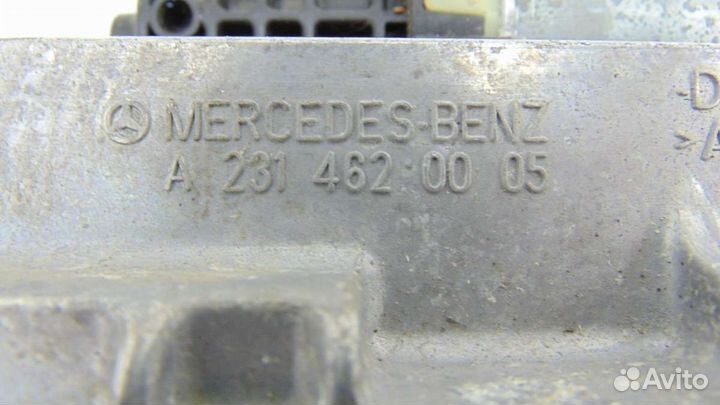 MERCEDES-BENZ
A 231 462 00 05
Avito